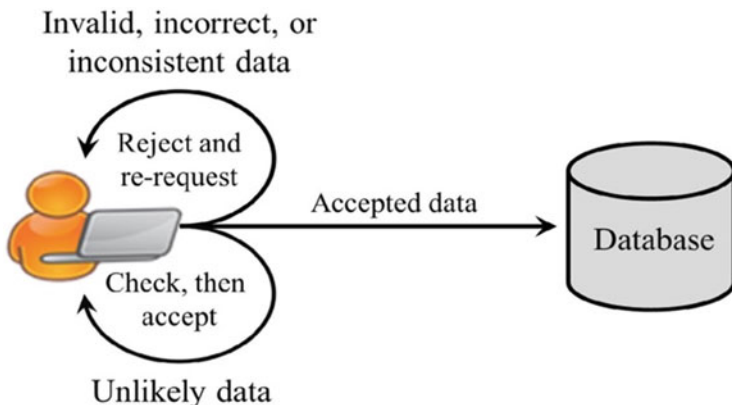 Invalid, incorrect, or
inconsistent data
Reject and
re-request
Accepted data
Database
Check, then
accept
Unlikely data